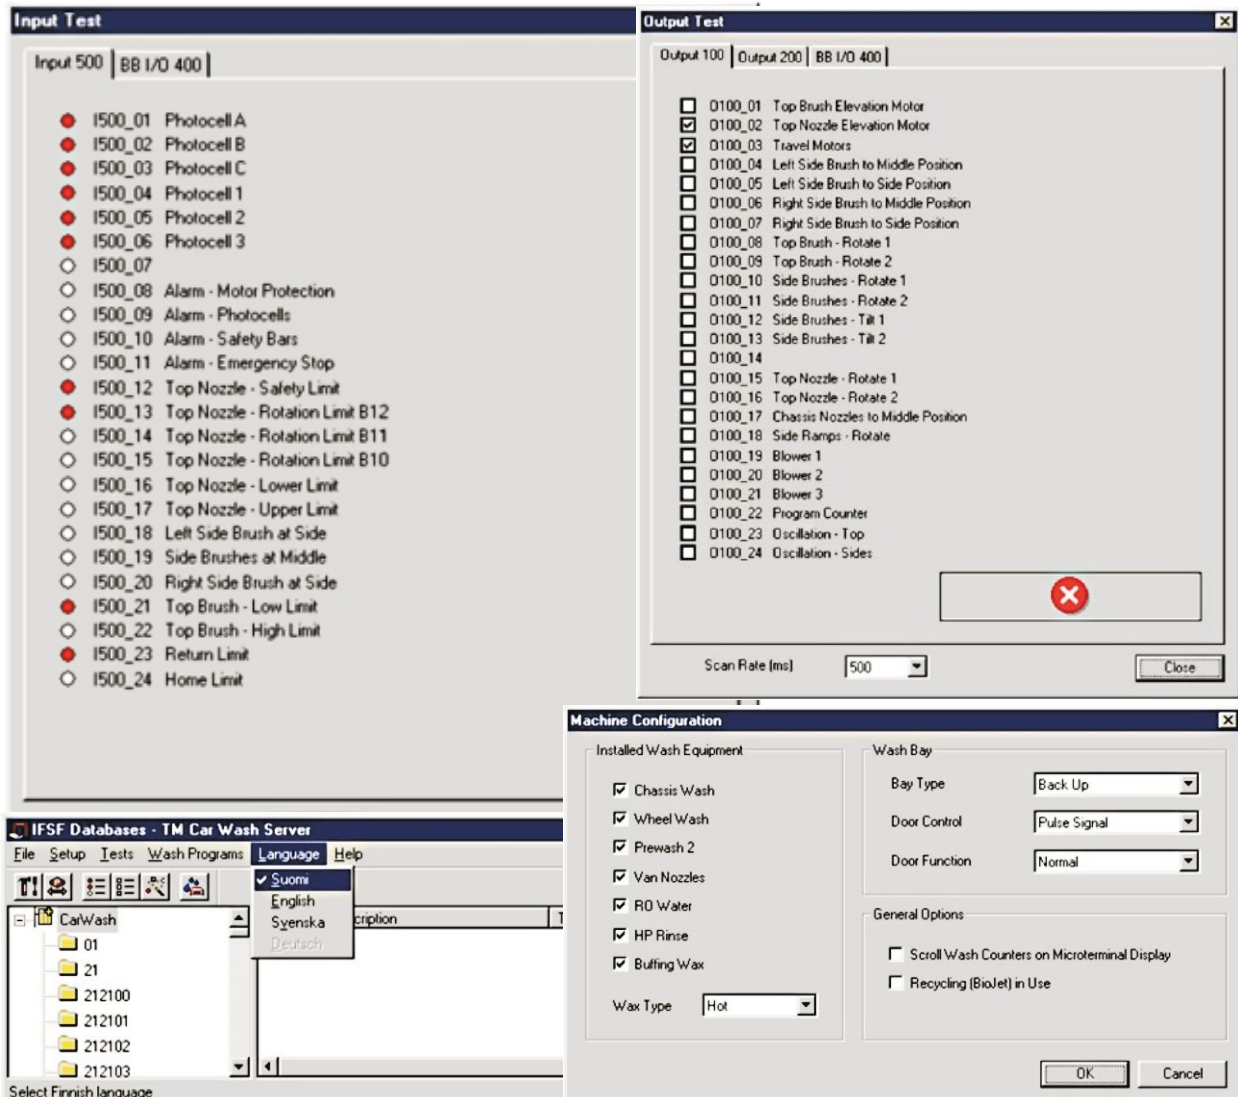 Input Test
Input 500
BB I/O 400
I500_01 Photocell A
I500_02 Photocell B
I500_03 Photocell C
I500_04 Photocell 1
I500_05 Photocell 2
I500_06 Photocell 3
I500_07
I500_08 Alarm - Motor Protection
I500_09 Alarm - Photocells
I500_10 Alarm - Safety Bars
I500_11 Alarm - Emergency Stop
I500_12 Top Nozzle - Safety Limit
I500_13 Top Nozzle - Rotation Limit B12
I500_14 Top Nozzle - Rotation Limit B11
I500_15 Top Nozzle - Rotation Limit B10
I500_16 Top Nozzle - Lower Limit
I500_17 Top Nozzle - Upper Limit
I500_18 Left Side Brush at Side
I500_19 Side Brushes at Middle
I500_20 Right Side Brush at Side
I500_21 Top Brush - Low Limit
I500_22 Top Brush - High Limit
I500_23 Return Limit
I500_24 Home Limit
Output Test
Output 100
Output 200
BB I/O 400
O100_01 Top Brush Elevation Motor
O100_02 Top Nozzle Elevation Motor
O100_03 Travel Motors
O100_04 Left Side Brush to Middle Position
O100_05 Left Side Brush to Side Position
O100_06 Right Side Brush to Middle Position
O100_07 Right Side Brush to Side Position
O100_08 Top Brush - Rotate 1
O100_09 Top Brush - Rotate 2
O100_10 Side Brushes - Rotate 1
O100_11 Side Brushes - Rotate 2
O100_12 Side Brushes - Tilt 1
O100_13 Side Brushes - Tilt 2
O100_14
O100_15 Top Nozzle - Rotate 1
O100_16 Top Nozzle - Rotate 2
O100_17 Chassis Nozzles to Middle Position
O100_18 Side Ramps - Rotate
O100_19 Blower 1
O100_20 Blower 2
O100_21 Blower 3
O100_22 Program Counter
O100_23 Oscillation - Top
O100_24 Oscillation - Sides
Scan Rate (ms) 500
Close
IFSF Databases - TM Car Wash Server
File Setup Tests Wash Programs Language Help
Suomi
English
Svenska
Deutsch
CarWash
01
21
212100
212101
212102
212103
cription
T
Select Finnish language
Machine Configuration
Installed Wash Equipment
Chassis Wash
Wheel Wash
Prewash 2
Van Nozzles
RO Water
HP Rinse
Buffing Wax
Wax Type Hot
Wash Bay
Bay Type Back Up
Door Control Pulse Signal
Door Function Normal
General Options
Scroll Wash Counters on Microterminal Display
Recycling (BioJet) in Use
OK
Cancel